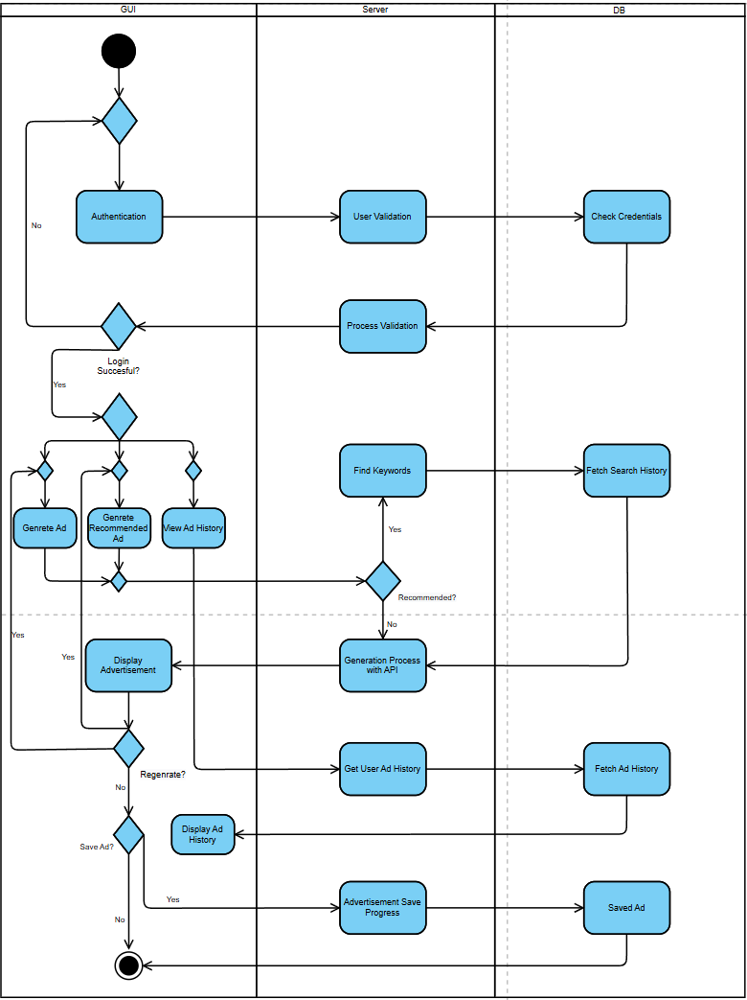 GUI
Server
DB
Authentication
User Validation
Check Credentials
No
Process Validation
Login
Succesful?
Yes
Find Keywords
Fetch Search History
Genrete Ad
Genrete
Recommended
Ad
View Ad History
Yes
Recommended?
No
Yes
Yes
Display
Advertisement
Generation Process
with API
Regenrate?
Get User Ad History
Fetch Ad History
No
Display Ad
History
Save Ad?
Yes
Advertisement Save
Progress
Saved Ad
No